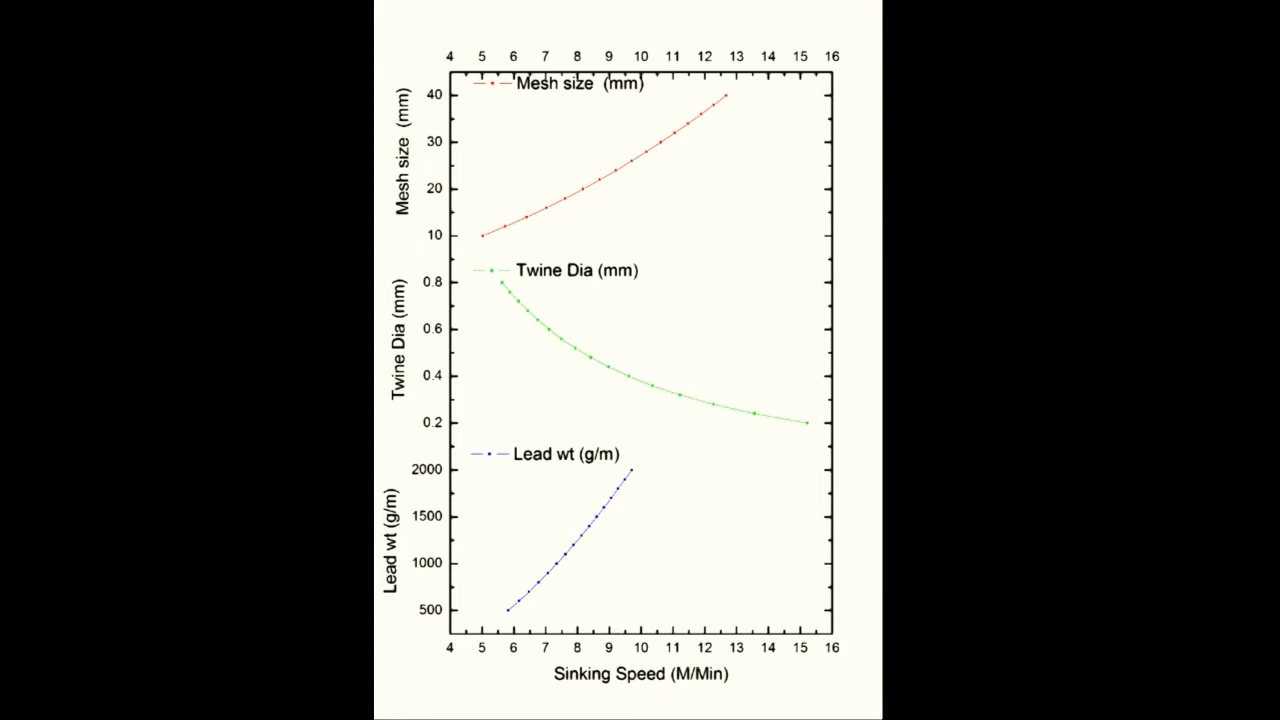 4 5 6 7 8 9 10 11 12 13 14 15 16
Mesh size (mm)
Mesh size (mm)
40
30
20
10
Twine Dia (mm)
Twine Dia (mm)
0.8
0.6
0.4
0.2
Lead wt (g/m)
Lead wt (g/m)
2000
1500
1000
500
4 5 6 7 8 9 10 11 12 13 14 15 16
Sinking Speed (M/Min)